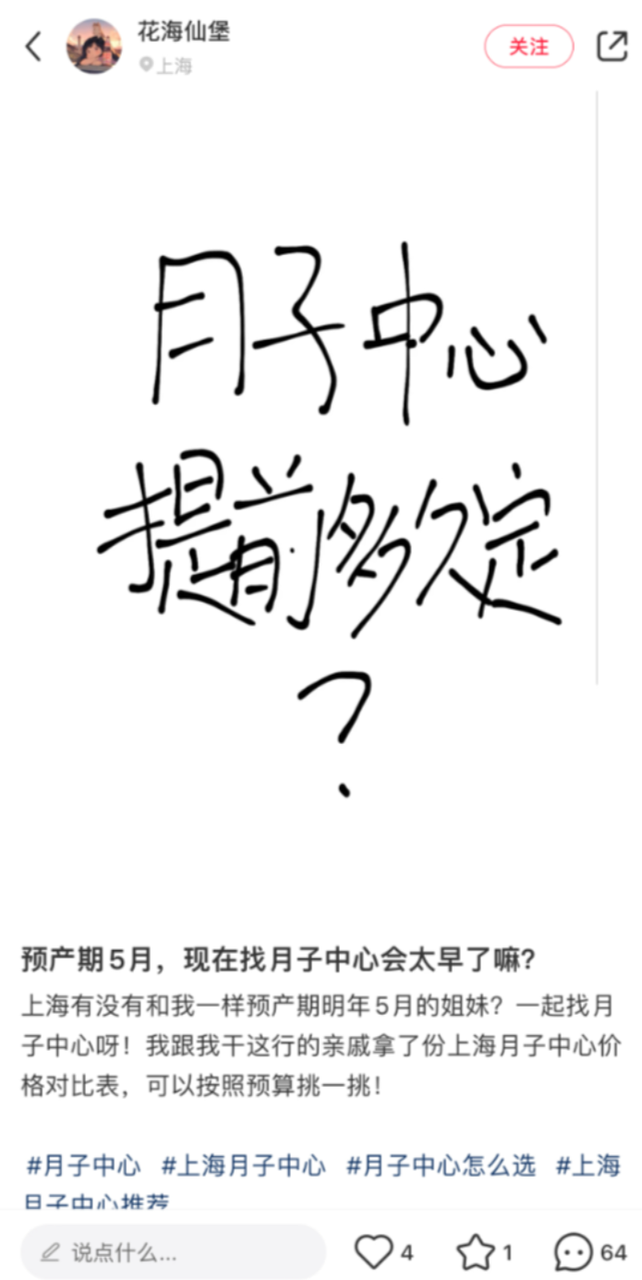 花海仙堡
上海
关注
月子中心
提前多久定
?
预产期5月，现在找月子中心会太早了嘛？
上海有没有和我一样预产期明年5月的姐妹？一起找月
子中心呀！我跟我干这行的亲戚拿了份上海月子中心价
格对比表，可以按照预算挑一挑！
#月子中心 #上海月子中心 #月子中心怎么选 #上海
月子中心推荐
说点什么... 4 1 64